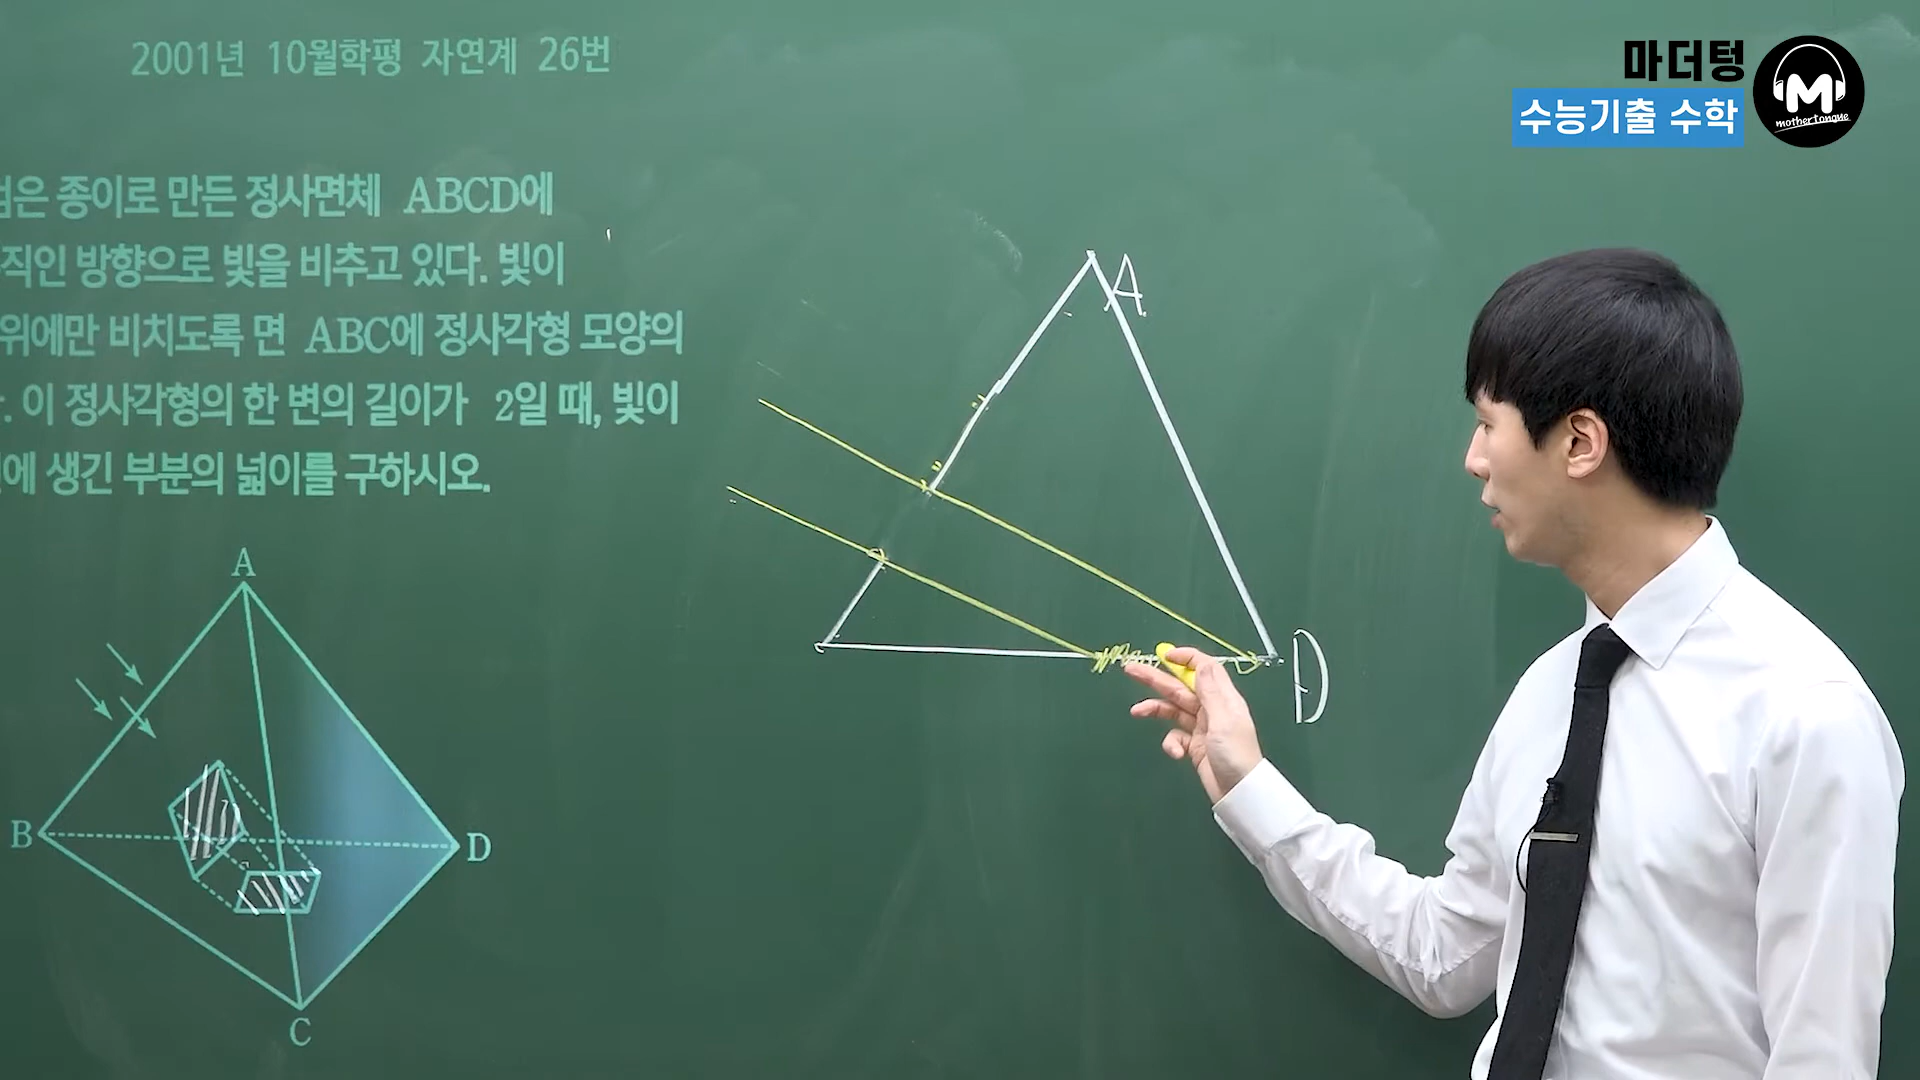 2001년 10월학평 자연계 26번
마더텅
수능기출 수학
M
mothertongue
검은 종이로 만든 정사면체 ABCD에
직인 방향으로 빛을 비추고 있다. 빛이
위에만 비치도록 면 ABC에 정사각형 모양의
. 이 정사각형의 한 변의 길이가 2일 때, 빛이
에 생긴 부분의 넓이를 구하시오.
A
B
D
C
A
D